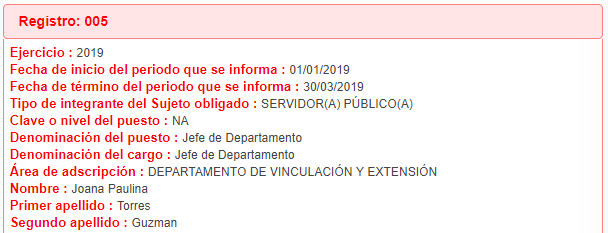 Registro: 005
Ejercicio : 2019
Fecha de inicio del periodo que se informa : 01/01/2019
Fecha de término del periodo que se informa : 30/03/2019
Tipo de integrante del Sujeto obligado : SERVIDOR(A) PÚBLICO(A)
Clave o nivel del puesto : NA
Denominación del puesto : Jefe de Departamento
Denominación del cargo : Jefe de Departamento
Área de adscripción : DEPARTAMENTO DE VINCULACIÓN Y EXTENSIÓN
Nombre : Joana Paulina
Primer apellido : Torres
Segundo apellido : Guzman